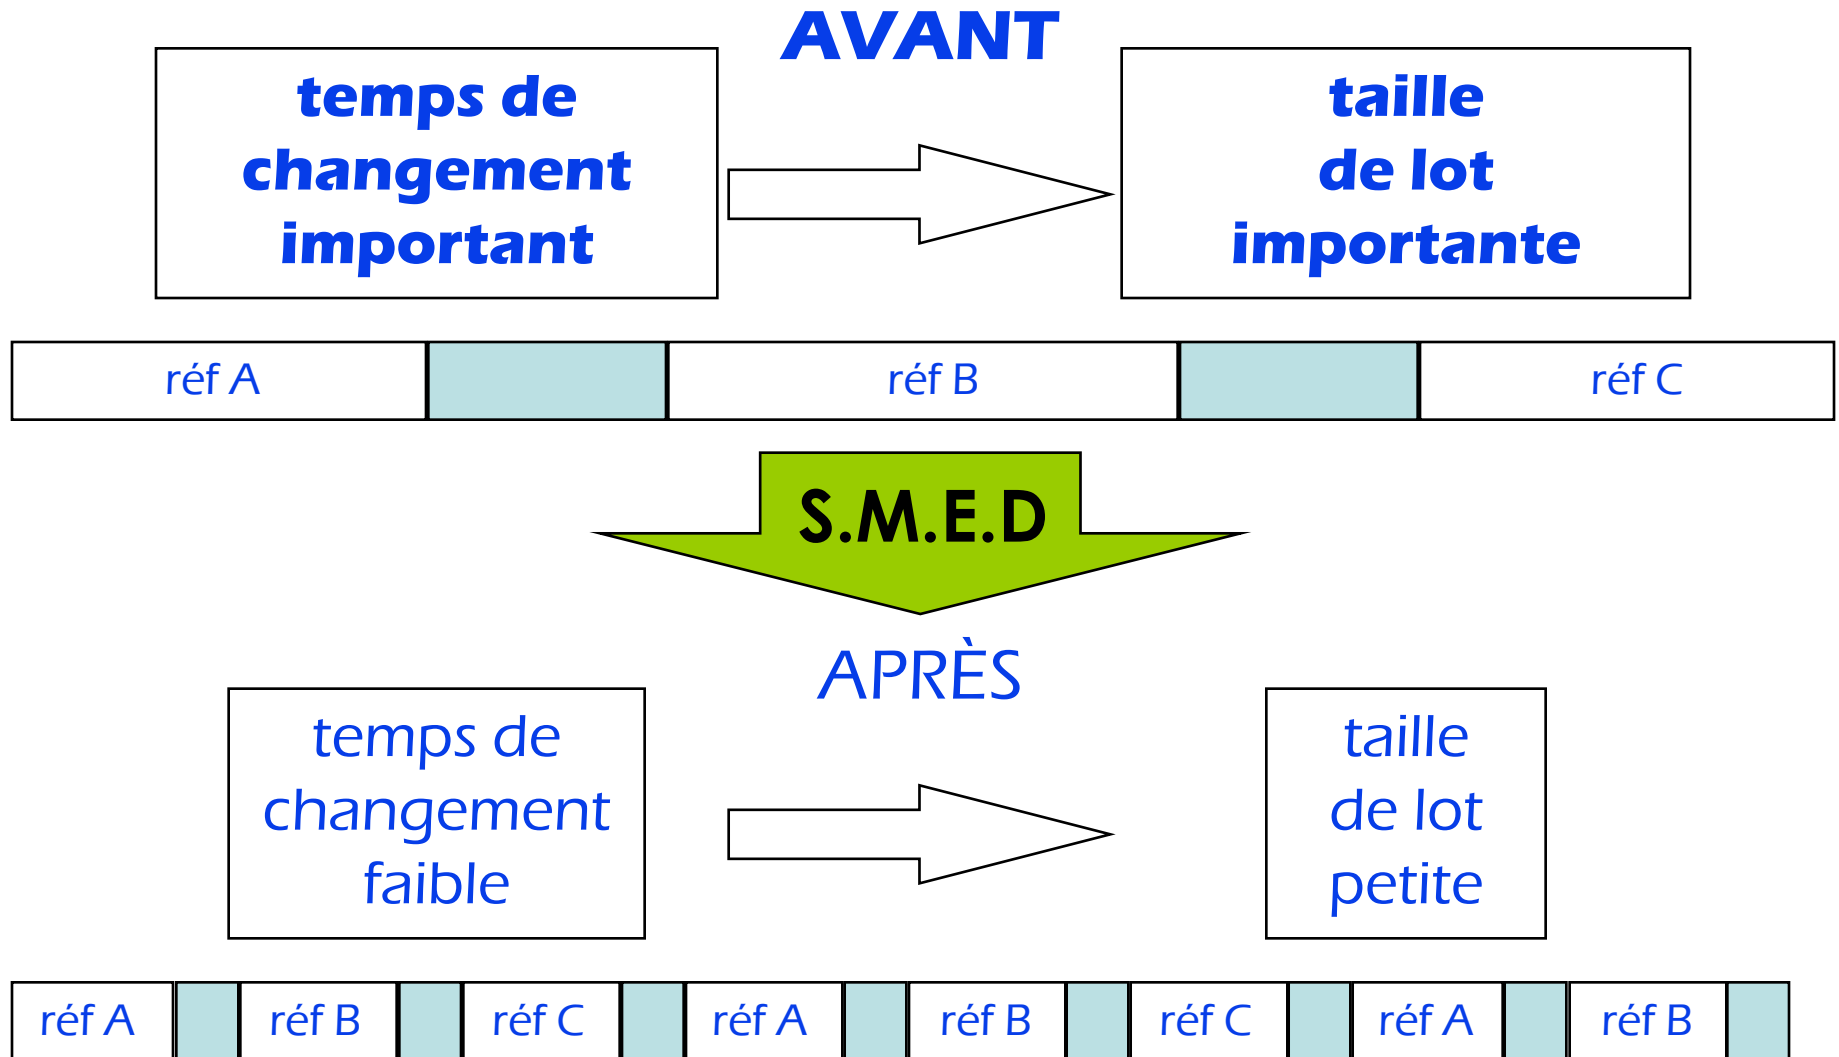 AVANT
temps de
changement
important
taille
de lot
importante
réf A
réf B
réf C
S.M.E.D
APRÈS
temps de
changement
faible
taille
de lot
petite
réf A
réf B
réf C
réf A
réf B
réf C
réf A
réf B